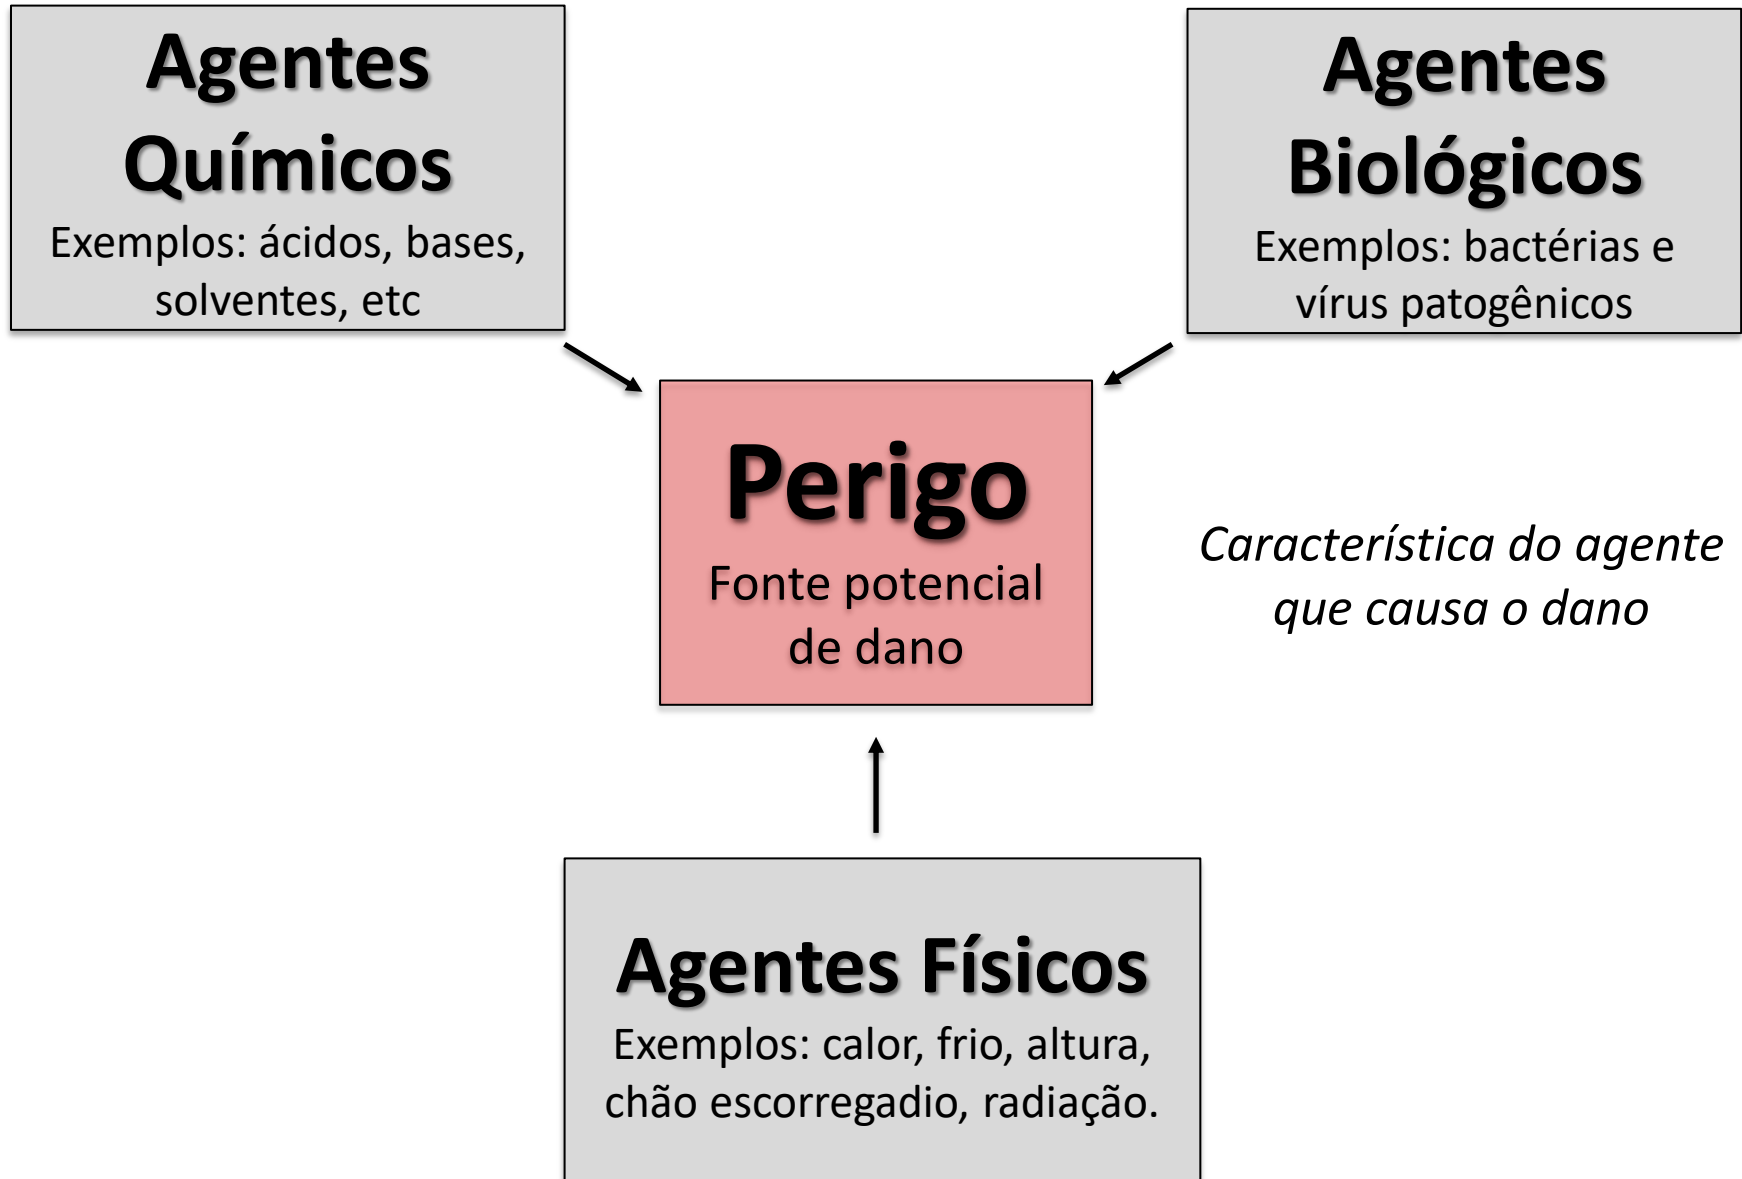 Agentes
Químicos
Exemplos: ácidos, bases,
solventes, etc
Agentes
Biológicos
Exemplos: bactérias e
vírus patogênicos
Perigo
Fonte potencial
de dano
Característica do agente
que causa o dano
Agentes Físicos
Exemplos: calor, frio, altura,
chão escorregadio, radiação.